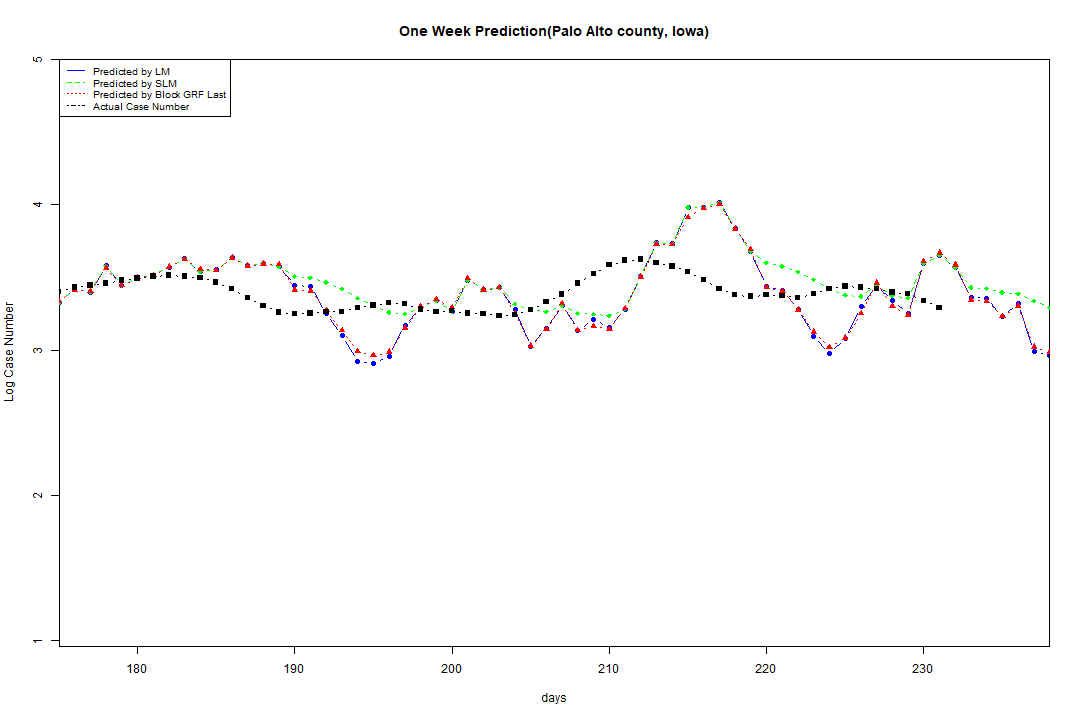 One Week Prediction(Palo Alto county, Iowa)
Predicted by LM
Predicted by SLM
Predicted by Block GRF Last
Actual Case Number
5
4
3
2
1
Log Case Number
180 190 200 210 220 230
days